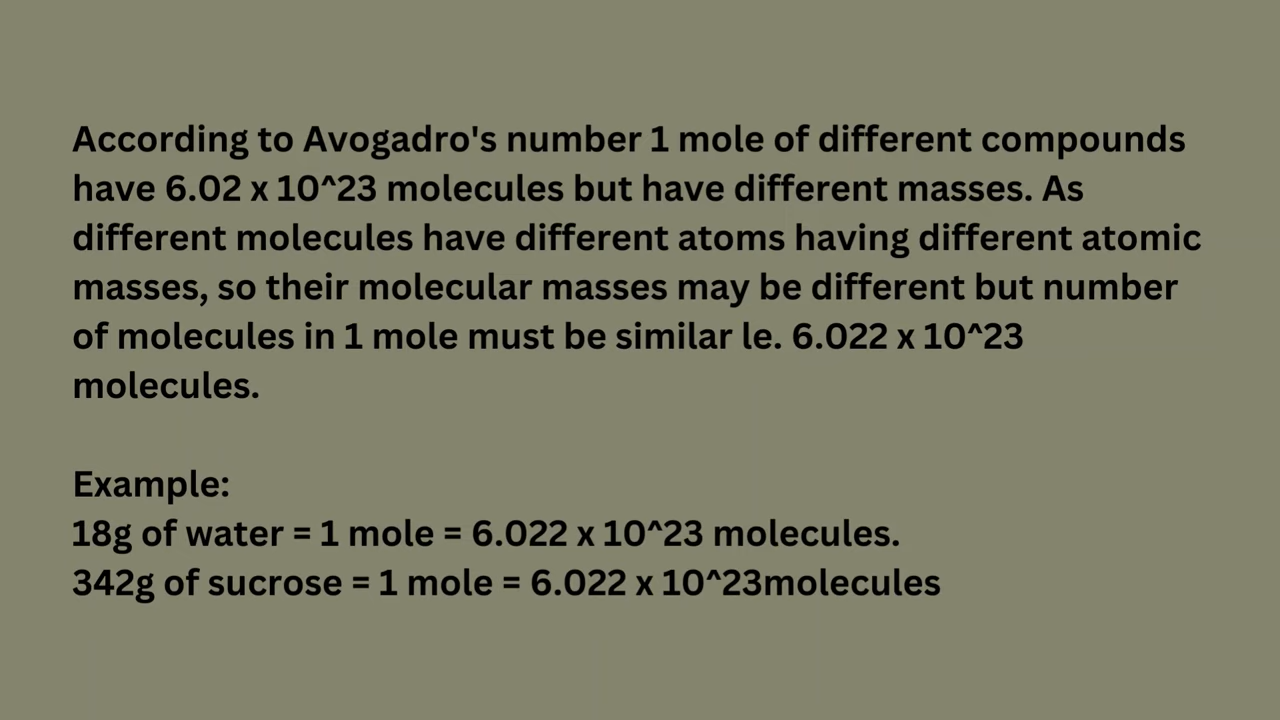 According to Avogadro's number 1 mole of different compounds
have 6.02 x 10^23 molecules but have different masses. As
different molecules have different atoms having different atomic
masses, so their molecular masses may be different but number
of molecules in 1 mole must be similar le. 6.022 x 10^23
molecules.
Example:
18g of water = 1 mole = 6.022 x 10^23 molecules.
342g of sucrose = 1 mole = 6.022 x 10^23molecules